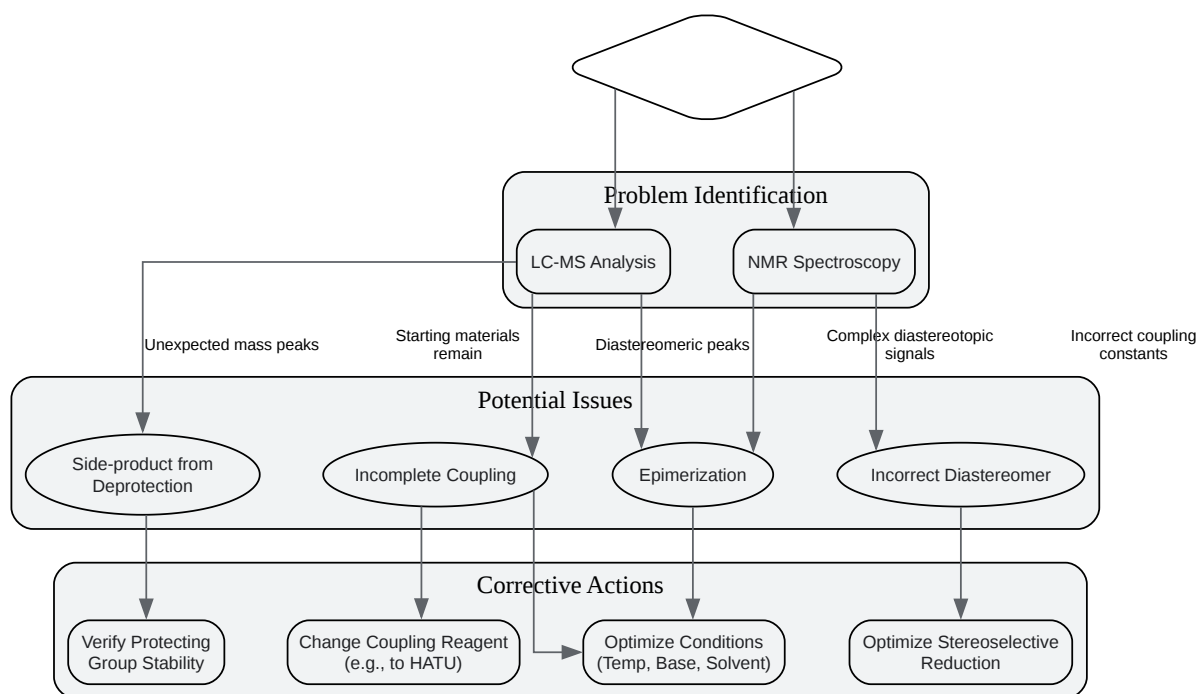 Problem Identification
LC-MS Analysis
NMR Spectroscopy
Unexpected mass peaks
Starting materials
remain
Diastereomeric peaks
Complex diastereotopic
signals
Incorrect coupling
constants
Potential Issues
Side-product from
Deprotection
Incomplete Coupling
Epimerization
Incorrect Diastereomer
Corrective Actions
Verify Protecting
Group Stability
Change Coupling Reagent
(e.g., to HATU)
Optimize Conditions
(Temp, Base, Solvent)
Optimize Stereoselective
Reduction